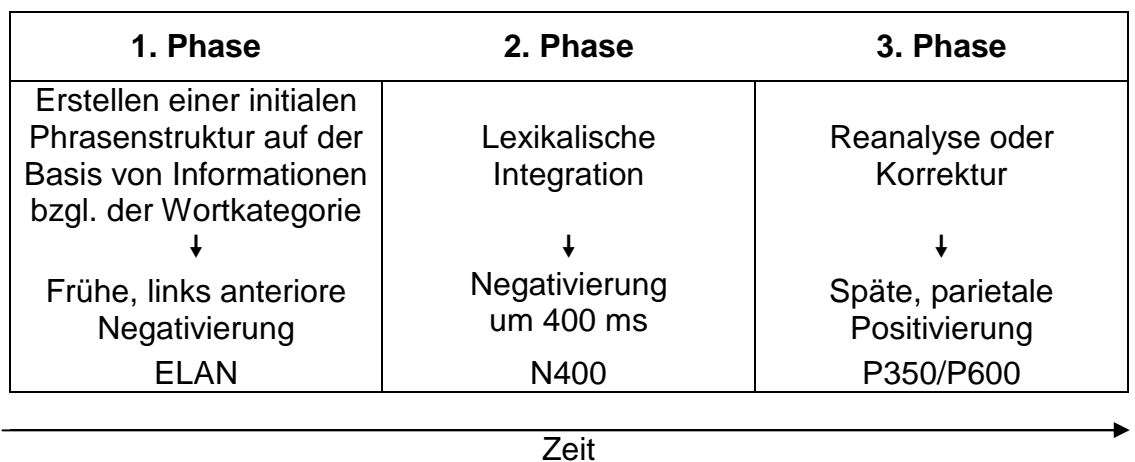 1. Phase
2. Phase
3. Phase
Erstellen einer initialen
Phrasenstruktur auf der
Basis von Informationen
bzgl. der Wortkategorie
Frühe, links anteriore
Negativierung
ELAN
Lexikalische
Integration
Negativierung
um 400 ms
N400
Reanalyse oder
Korrektur
Späte, parietale
Positivierung
P350/P600
Zeit